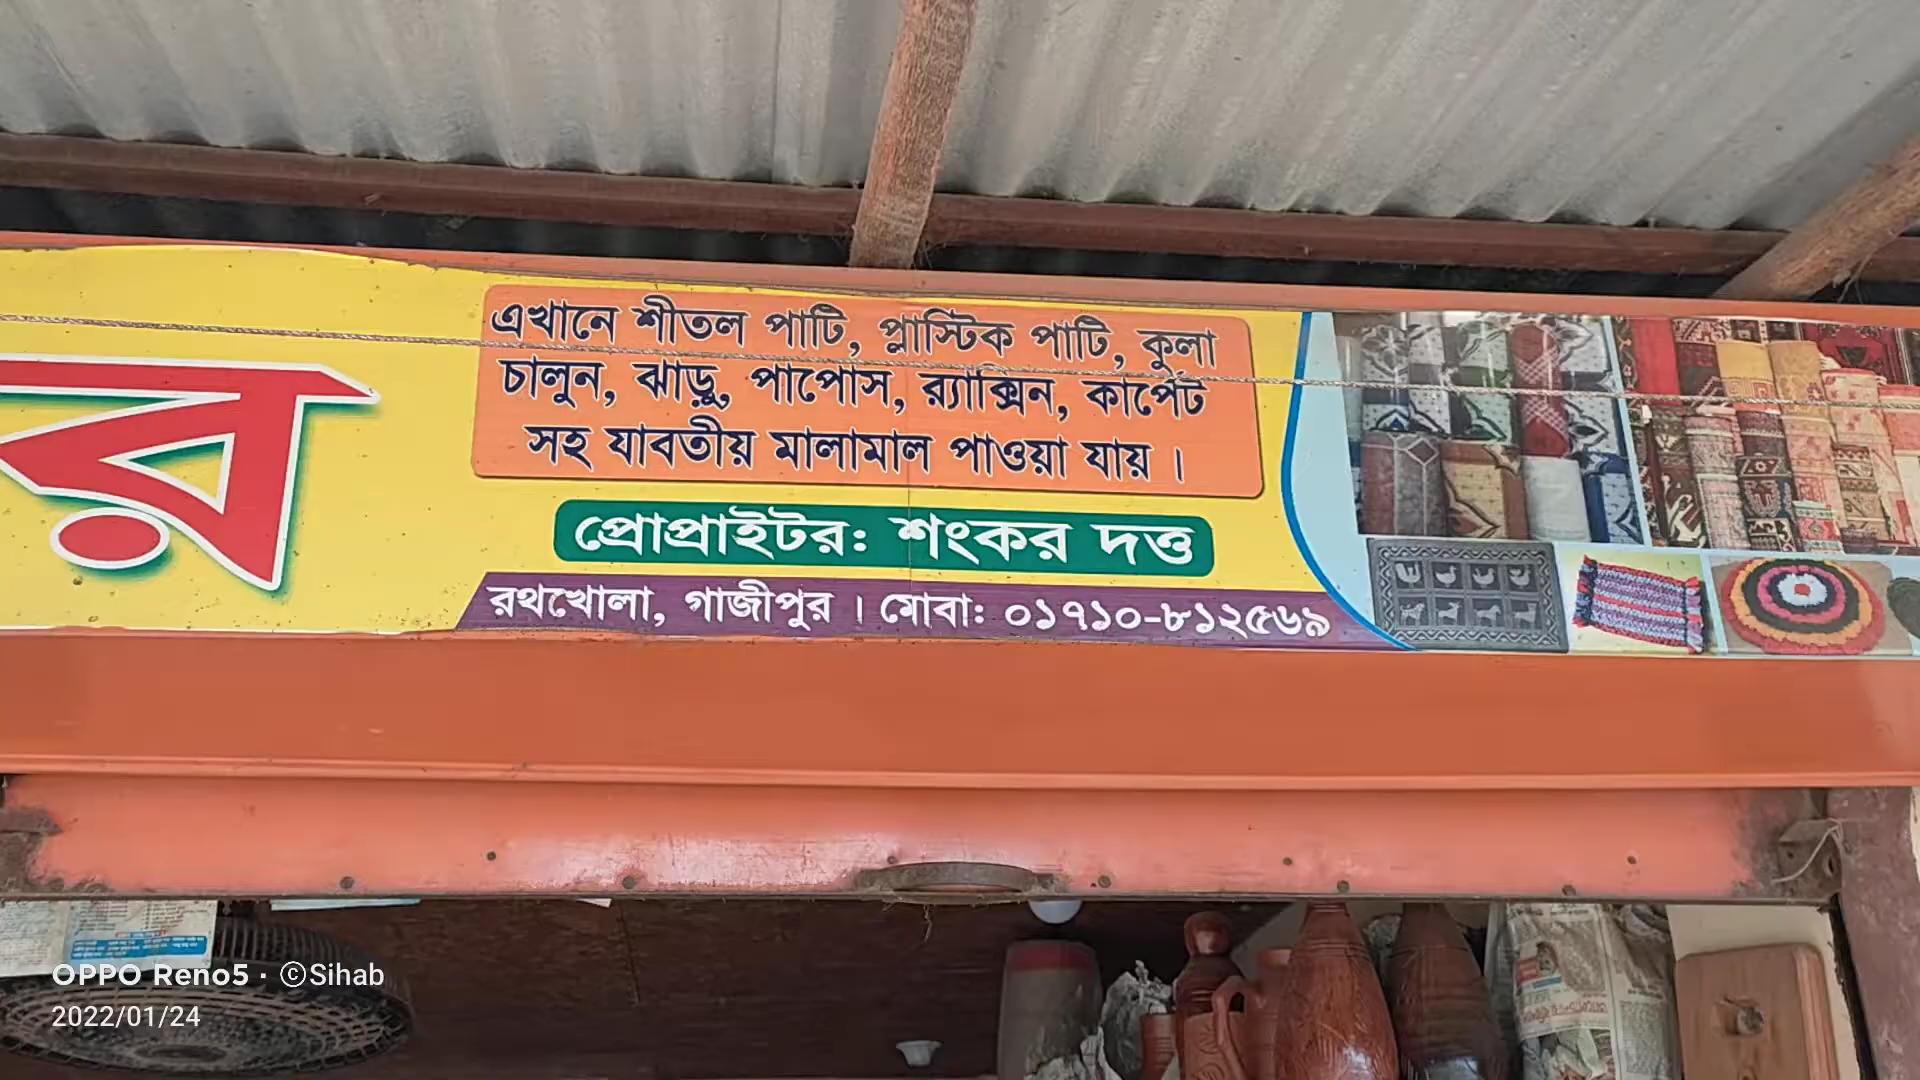 র
এখানে শীতল পাটি, প্লাস্টিক পাটি, কুলা
চালুন, ঝাড়ু, পাপোস, র‍্যাক্সিন, কার্পেট
সহ যাবতীয় মালামাল পাওয়া যায় ।
প্রোপ্রাইটর: শংকর দত্ত
রথখোলা, গাজীপুর । মোবা: ০১৭১০-৮১২৫৬৯
OPPO Reno5 · ©Sihab
2022/01/24